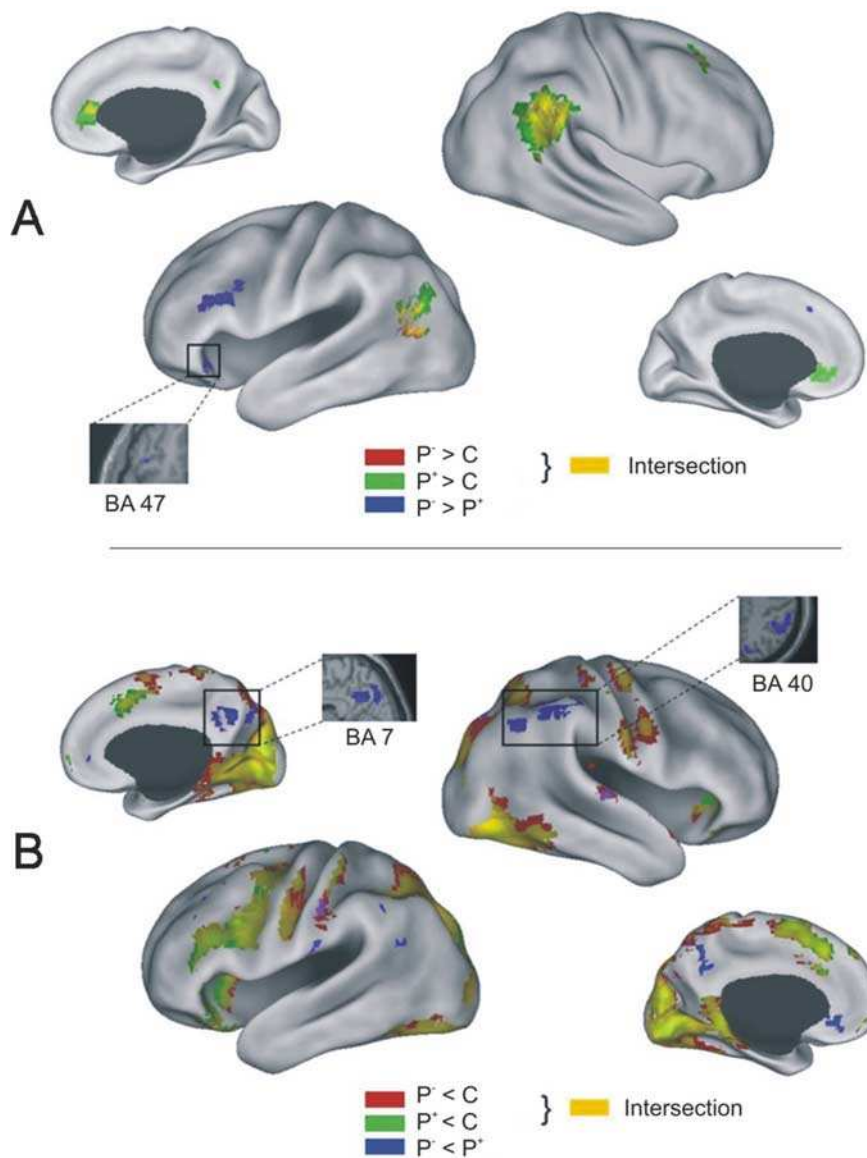 A
BA 47
P⁻ > C
P⁺ > C
P⁻ > P⁺
} Intersection
BA 7
BA 40
B
P⁻ < C
P⁺ < C
P⁻ < P⁺
} Intersection